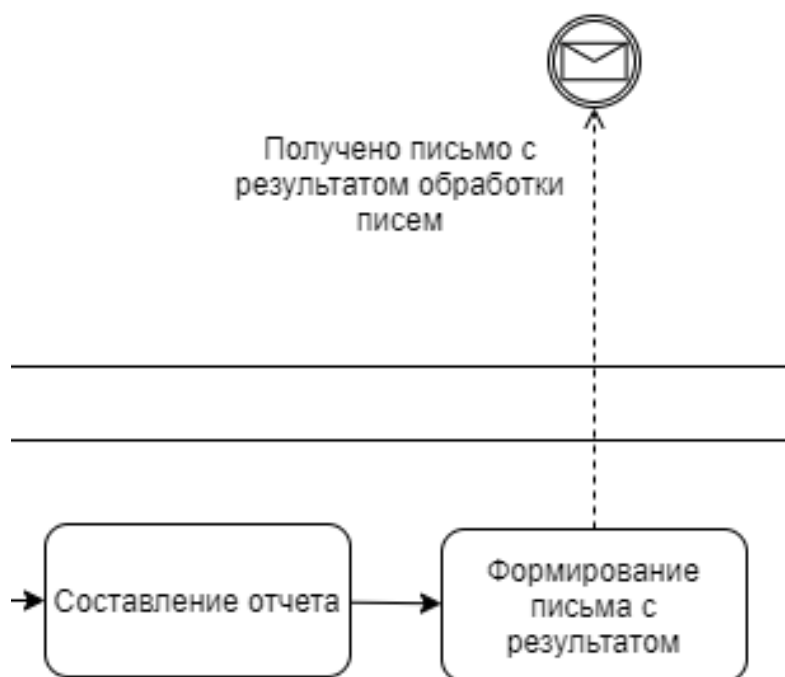 Получено письмо с
результатом обработки
писем
Составление отчета
Формирование
письма с
результатом